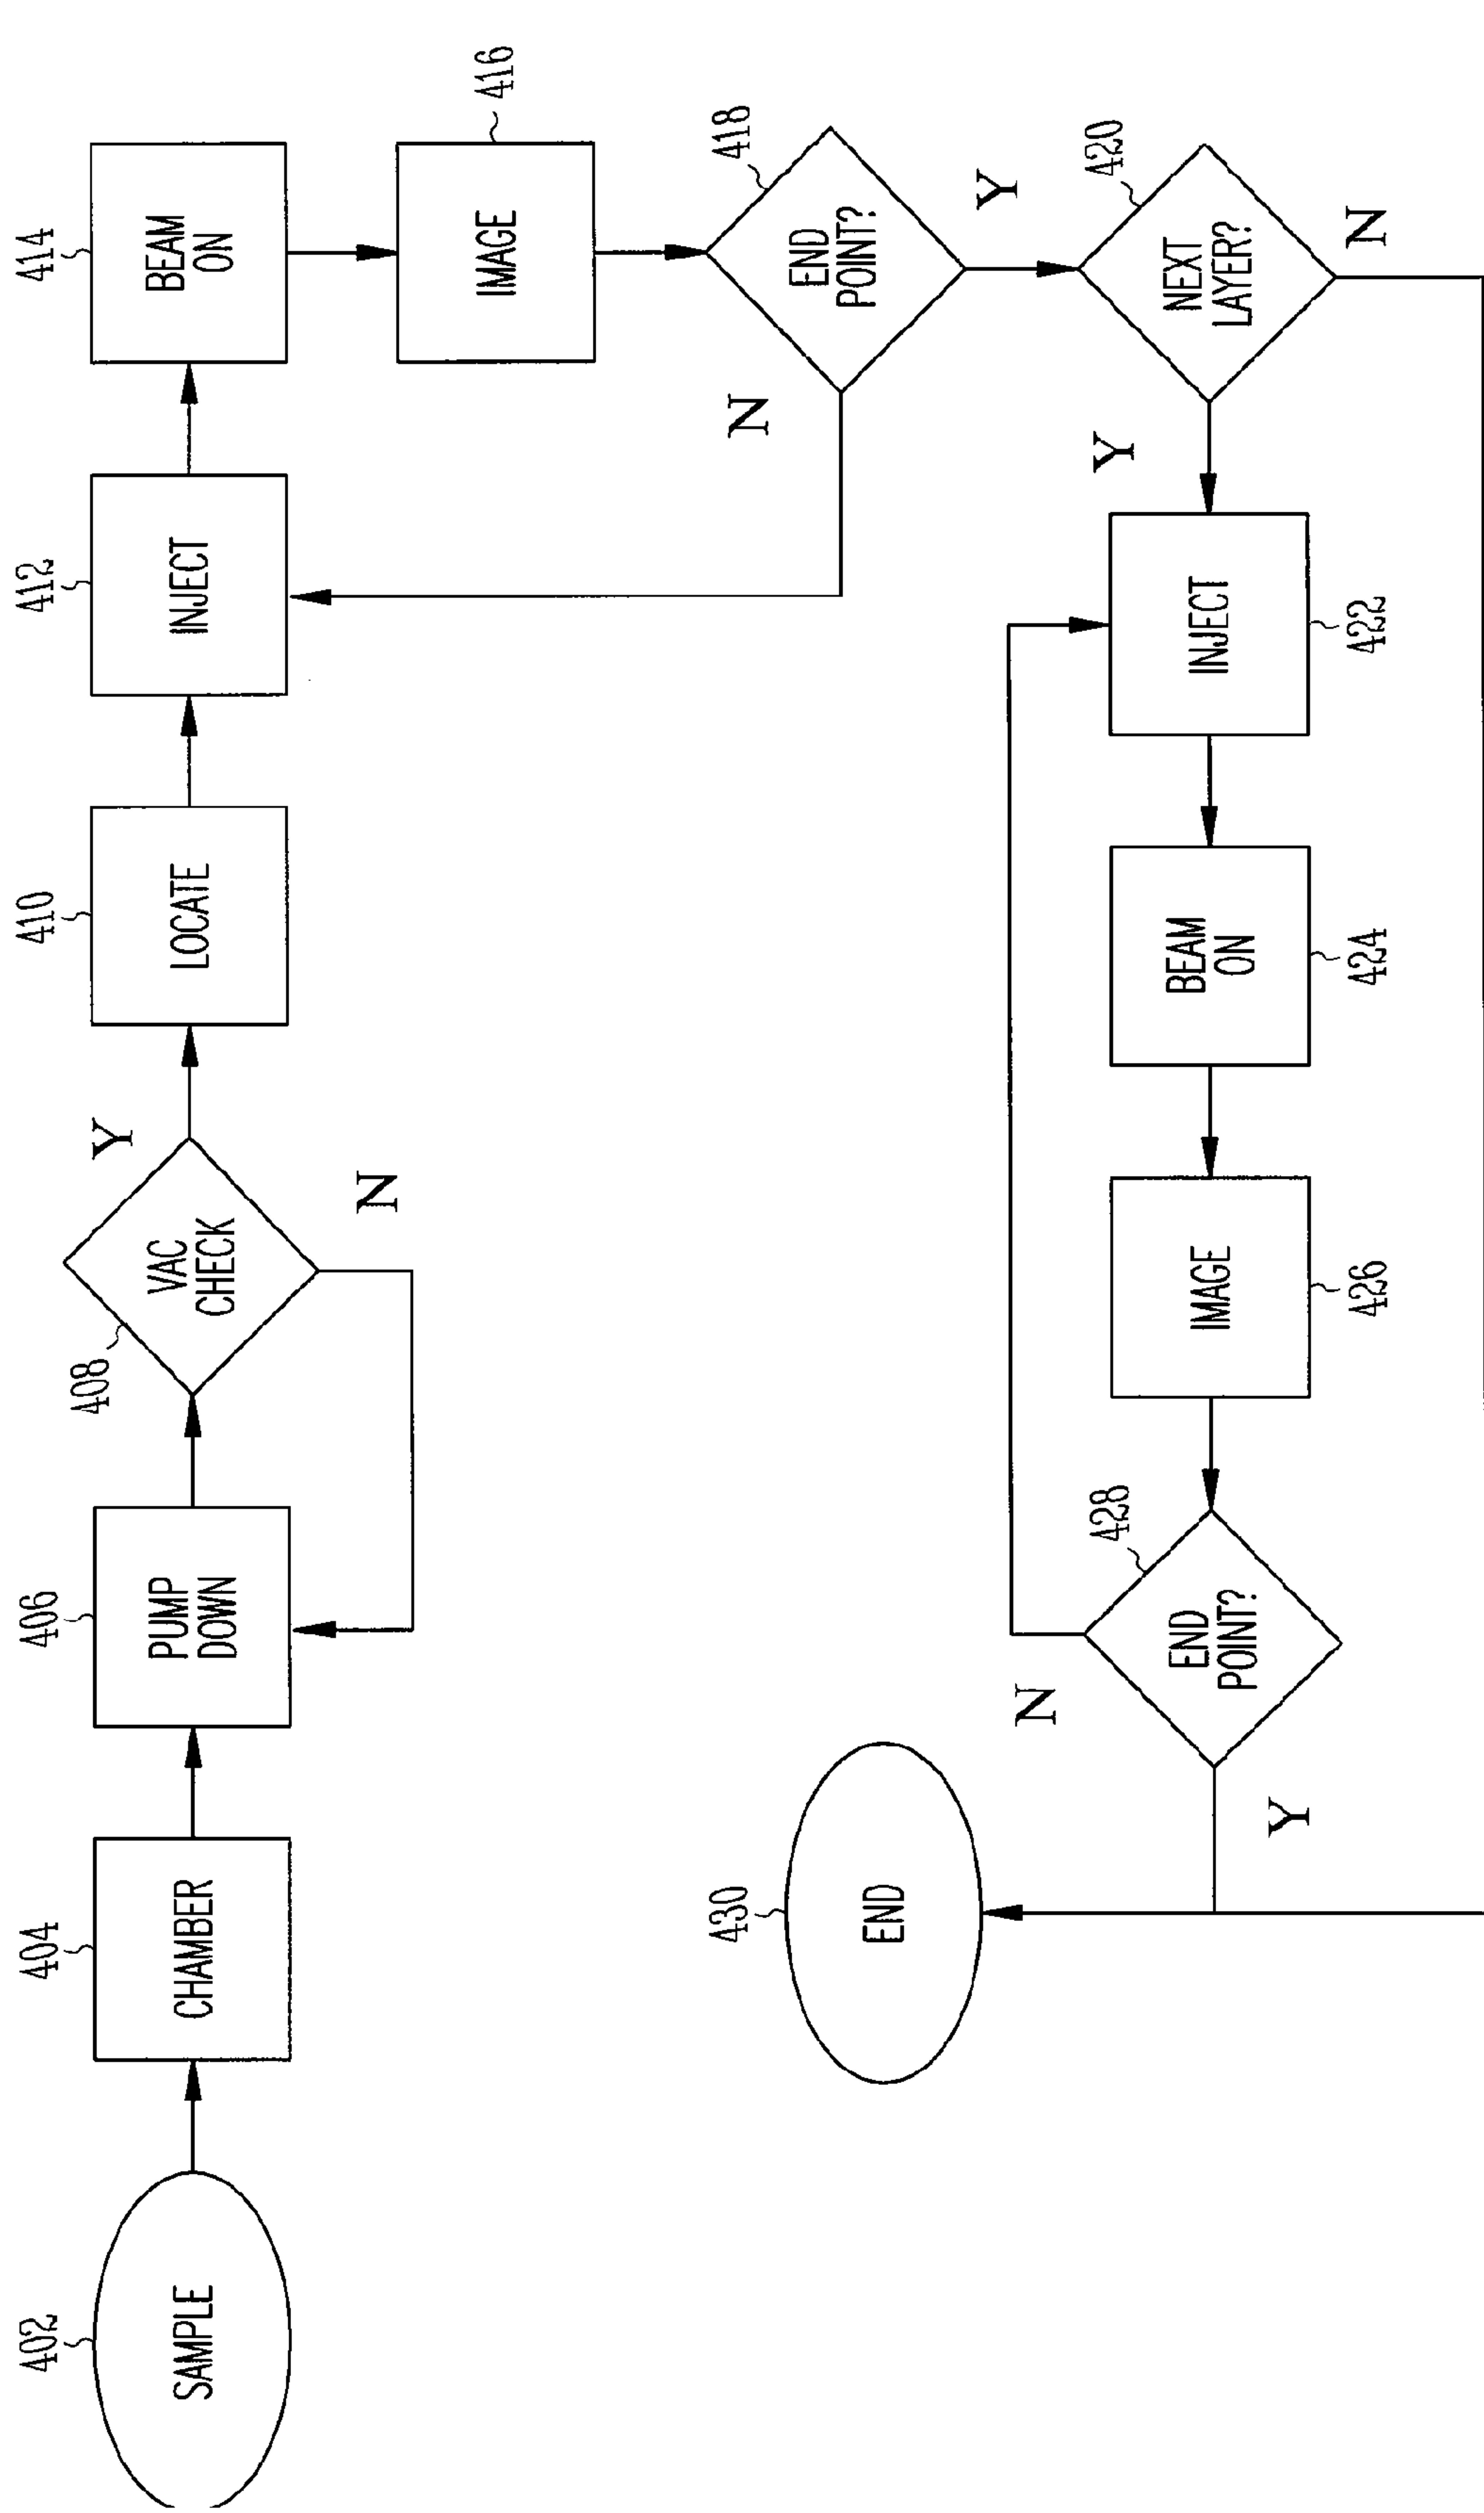 402
SAMPLE
404
CHAMBER
406
PUMP
DOWN
408
VAC
CHECK
Y
N
410
LOCATE
412
INJECT
414
BEAM
ON
416
IMAGE
418
END
POINT?
N
Y
420
NEXT
LAYER?
Y
N
422
INJECT
424
BEAM
ON
426
IMAGE
428
END
POINT?
N
Y
430
END